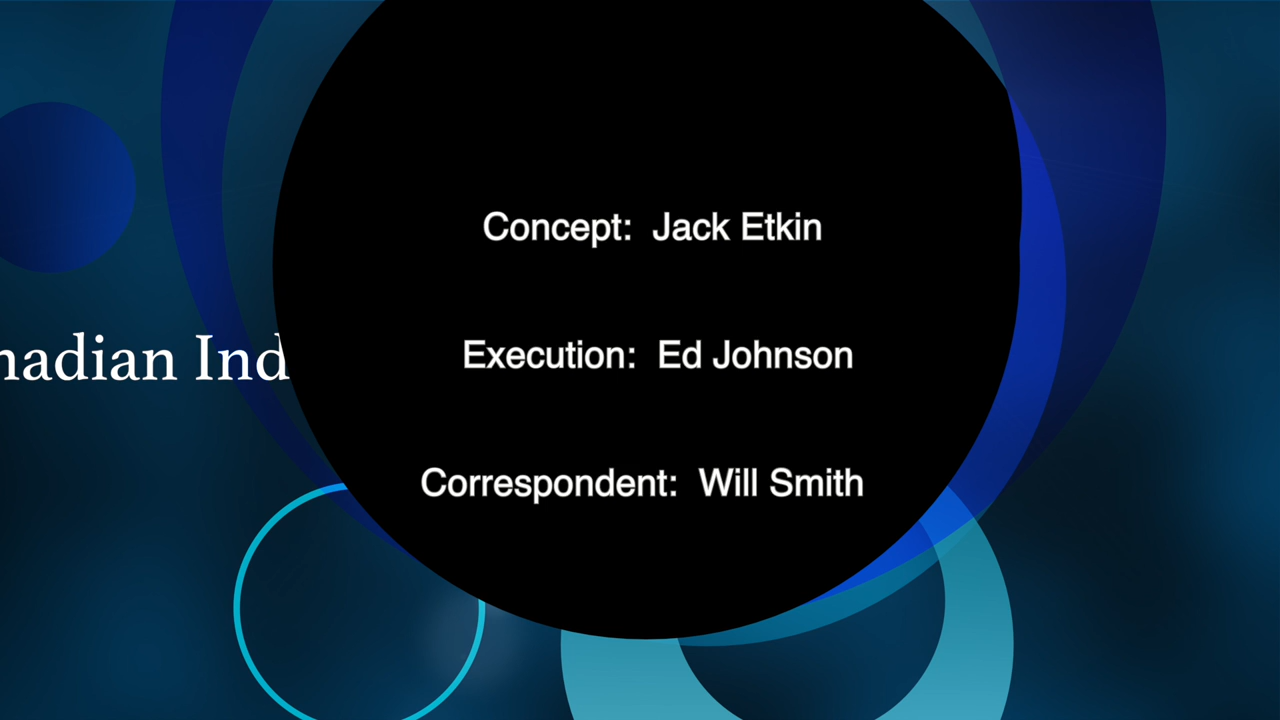 Concept: Jack Etkin
nadian Ind
Execution: Ed Johnson
Correspondent: Will Smith